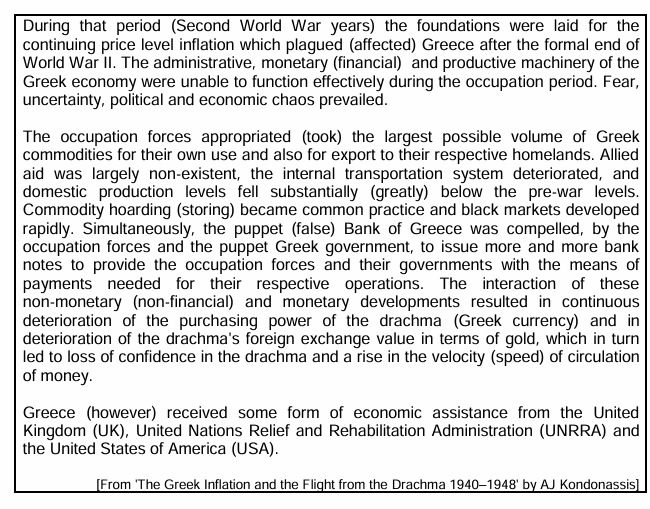 During that period (Second World War years) the foundations were laid for the
continuing price level inflation which plagued (affected) Greece after the formal end of
World War II. The administrative, monetary (financial) and productive machinery of the
Greek economy were unable to function effectively during the occupation period. Fear,
uncertainty, political and economic chaos prevailed.
The occupation forces appropriated (took) the largest possible volume of Greek
commodities for their own use and also for export to their respective homelands. Allied
aid was largely non-existent, the internal transportation system deteriorated, and
domestic production levels fell substantially (greatly) below the pre-war levels.
Commodity hoarding (storing) became common practice and black markets developed
rapidly. Simultaneously, the puppet (false) Bank of Greece was compelled, by the
occupation forces and the puppet Greek government, to issue more and more bank
notes to provide the occupation forces and their governments with the means of
payments needed for their respective operations. The interaction of these
non-monetary (non-financial) and monetary developments resulted in continuous
deterioration of the purchasing power of the drachma (Greek currency) and in
deterioration of the drachma's foreign exchange value in terms of gold, which in turn
led to loss of confidence in the drachma and a rise in the velocity (speed) of circulation
of money.
Greece (however) received some form of economic assistance from the United
Kingdom (UK), United Nations Relief and Rehabilitation Administration (UNRRA) and
the United States of America (USA).
[From 'The Greek Inflation and the Flight from the Drachma 1940–1948' by AJ Kondonassis]